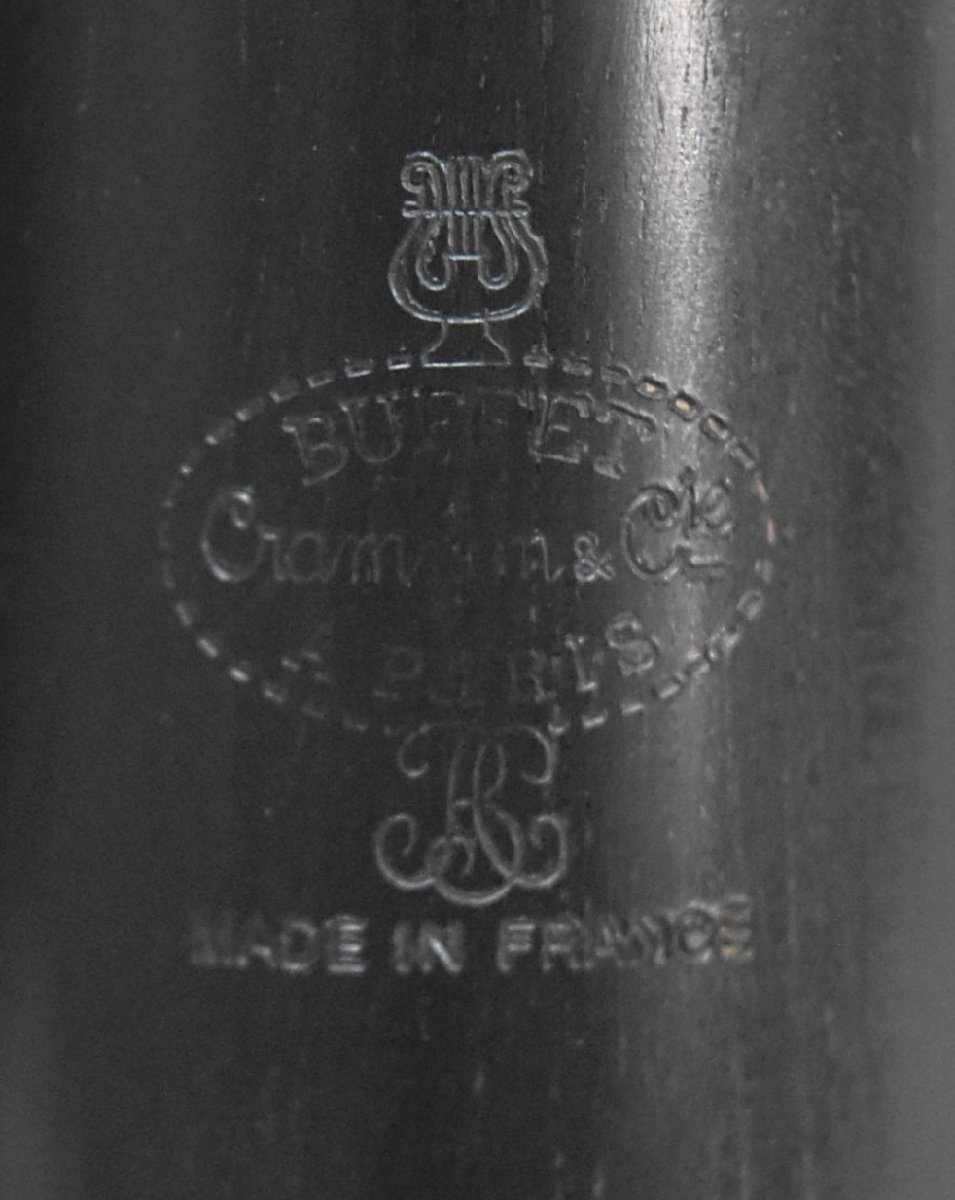 BUFFET
Crampon & Cie
A PARIS
BC
MADE IN FRANCE